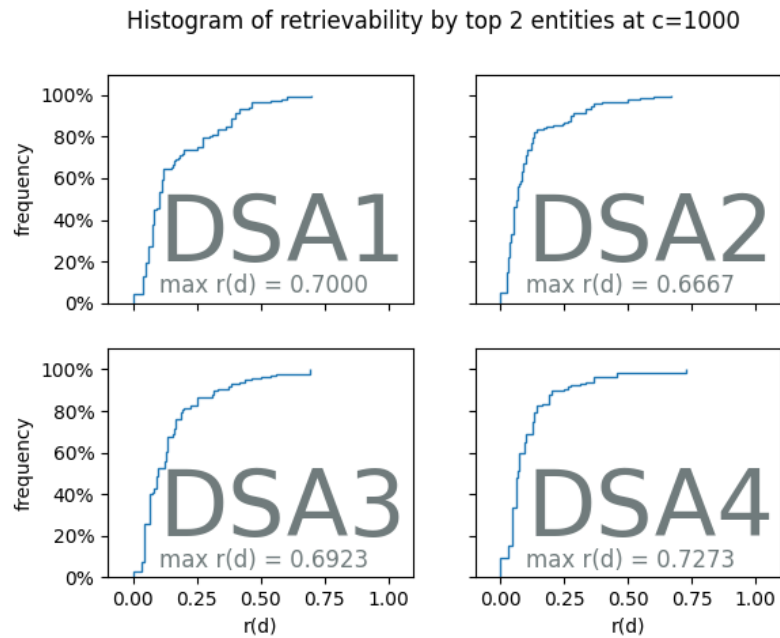 Histogram of retrievability by top 2 entities at c=1000
frequency
100%
80%
60%
40%
20%
0%
DSA1
max r(d) = 0.7000
DSA2
max r(d) = 0.6667
frequency
100%
80%
60%
40%
20%
0%
DSA3
max r(d) = 0.6923
0.00 0.25 0.50 0.75 1.00
r(d)
DSA4
max r(d) = 0.7273
0.00 0.25 0.50 0.75 1.00
r(d)